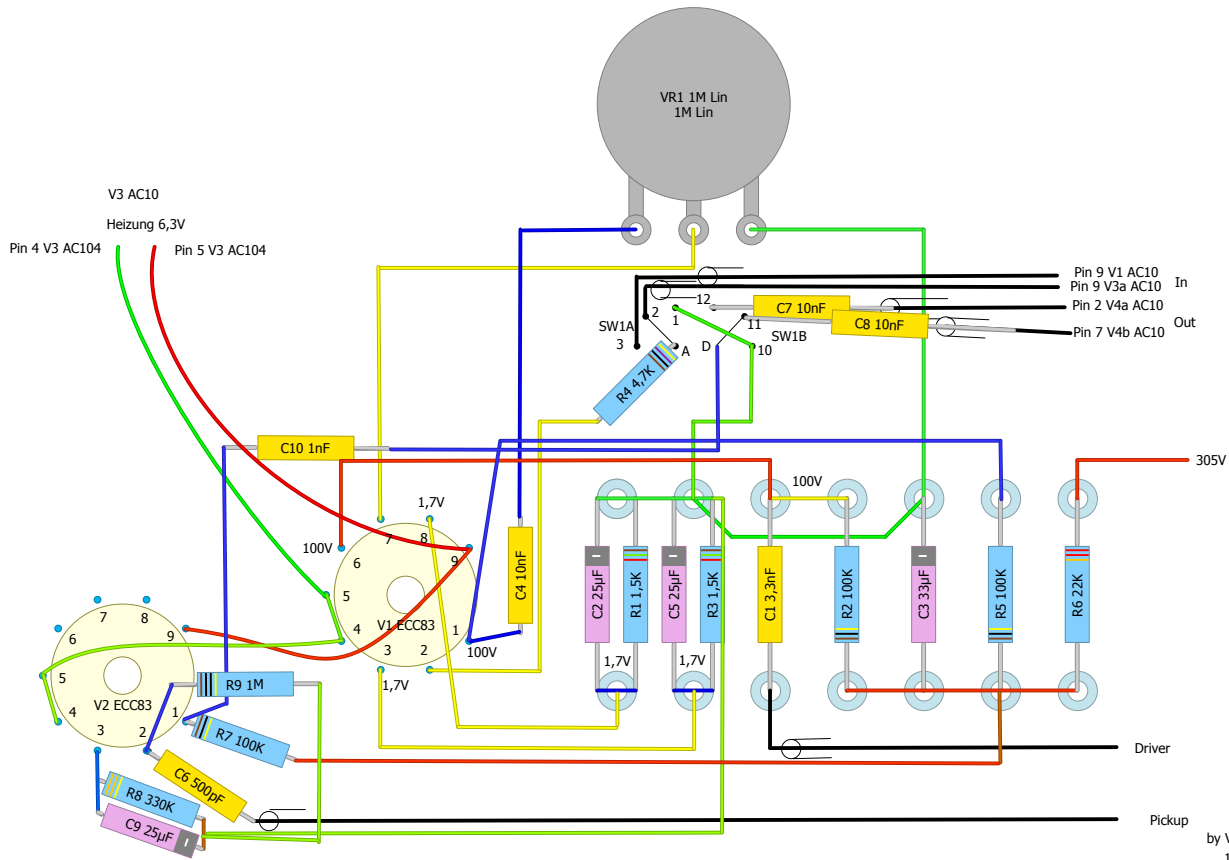 VR1 1M Lin
1M Lin
V3 AC10
Heizung 6,3V
Pin 4 V3 AC104
Pin 5 V3 AC104
Pin 9 V1 AC10
Pin 9 V3a AC10
In
Pin 2 V4a AC10
Out
Pin 7 V4b AC10
12
C7 10nF
2
1
11
C8 10nF
SW1A
SW1B
3
A
D
10
R4 4,7K
C10 1nF
305V
1,7V
100V
100V
7
8
6
9
5
4
1
3
2
V1 ECC83
100V
1,7V
C4 10nF
C2 25µF
R1 1,5K
C5 25µF
R3 1,5K
C1 3,3nF
R2 100K
C3 33µF
R5 100K
R6 22K
1,7V
1,7V
7
8
6
9
5
4
3
2
1
V2 ECC83
R9 1M
R7 100K
C6 500pF
R8 330K
C9 25µF
Driver
Pickup
by V
1